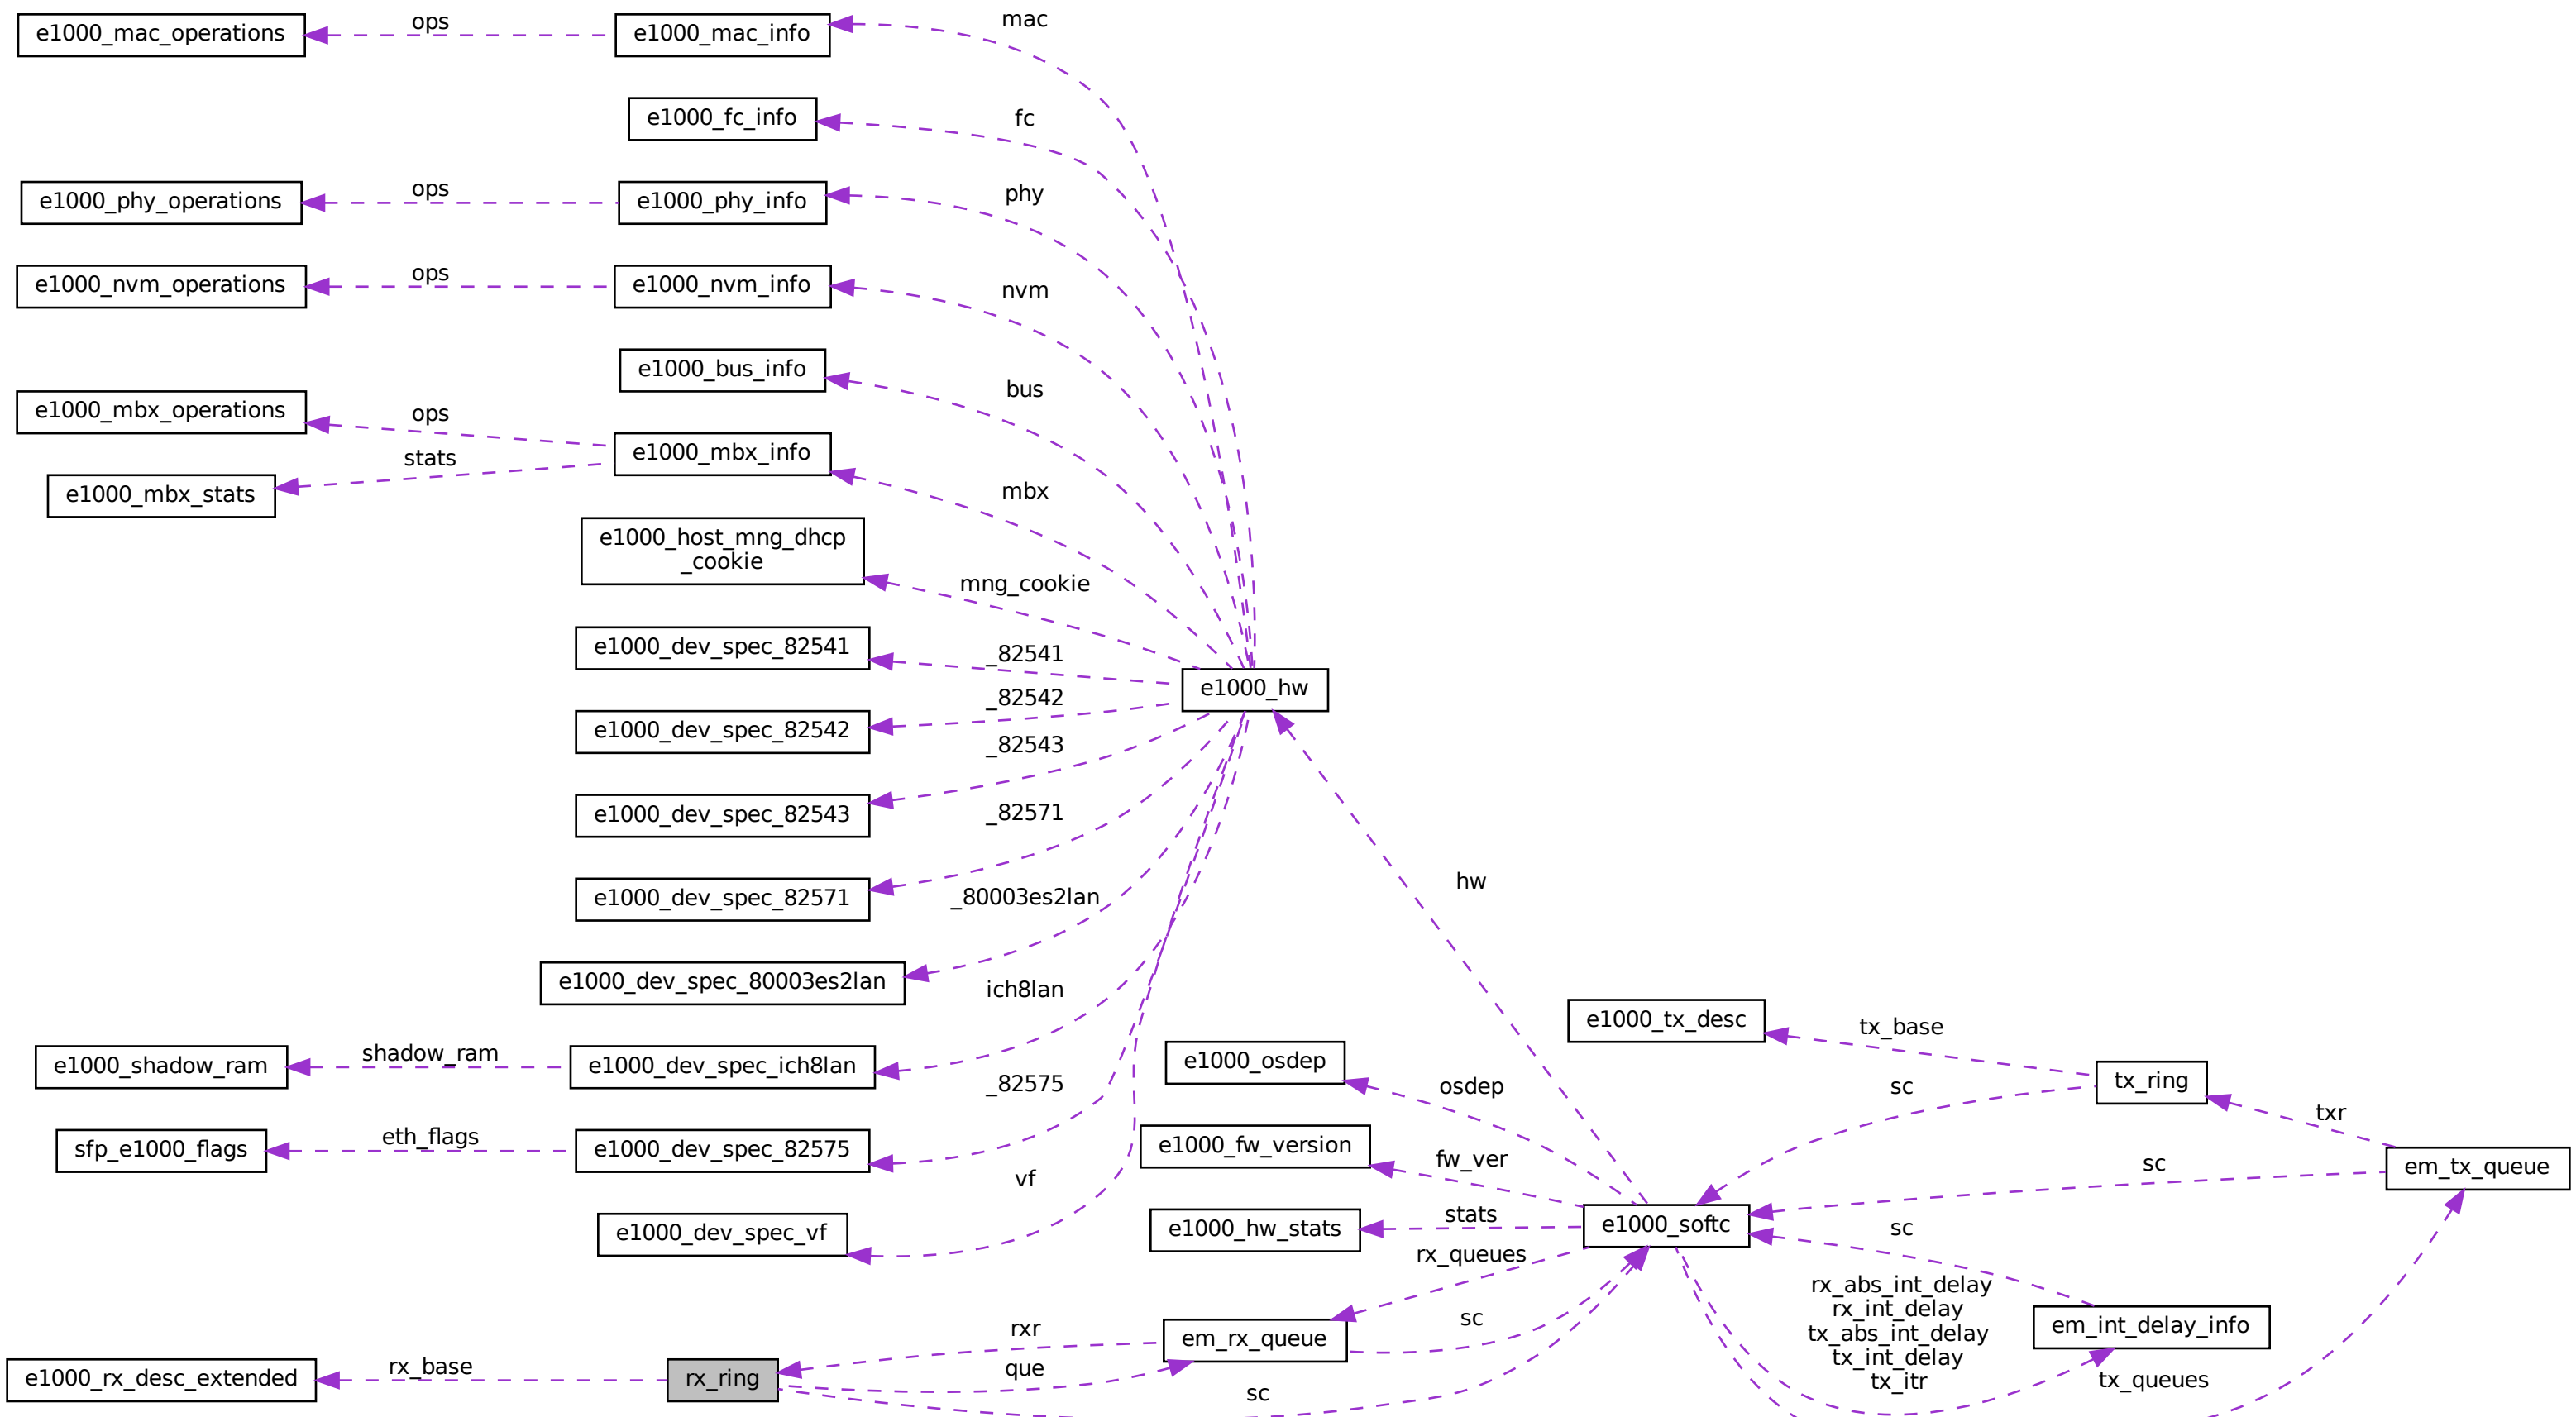 e1000_mac_operations
ops
e1000_mac_info
mac
e1000_fc_info
fc
e1000_phy_operations
ops
e1000_phy_info
phy
e1000_nvm_operations
ops
e1000_nvm_info
nvm
e1000_bus_info
bus
e1000_mbx_operations
ops
e1000_mbx_info
stats
e1000_mbx_stats
mbx
e1000_host_mng_dhcp
_cookie
mng_cookie
e1000_dev_spec_82541
_82541
e1000_hw
e1000_dev_spec_82542
_82542
e1000_dev_spec_82543
_82543
e1000_dev_spec_82571
_82571
hw
e1000_dev_spec_80003es2lan
_80003es2lan
ich8lan
e1000_tx_desc
tx_base
e1000_shadow_ram
shadow_ram
e1000_dev_spec_ich8lan
_82575
e1000_osdep
osdep
sc
tx_ring
txr
sfp_e1000_flags
eth_flags
e1000_dev_spec_82575
e1000_fw_version
fw_ver
sc
em_tx_queue
vf
e1000_dev_spec_vf
e1000_hw_stats
stats
e1000_softc
sc
rx_queues
rx_abs_int_delay
rx_int_delay
tx_abs_int_delay
tx_int_delay
tx_itr
em_int_delay_info
tx_queues
rxr
em_rx_queue
sc
e1000_rx_desc_extended
rx_base
rx_ring
que
sc